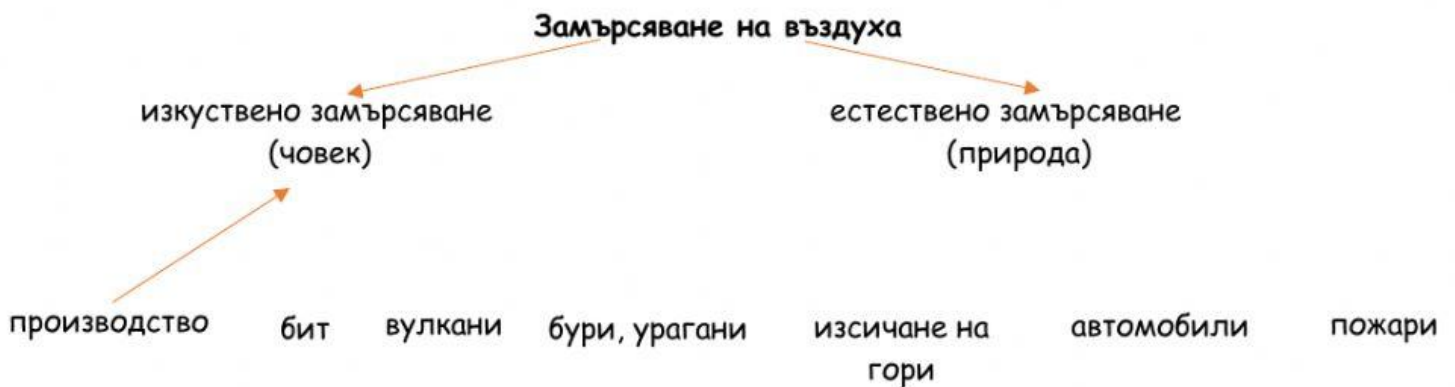 Замърсяване на въздуха
изкуствено замърсяване
(човек)
естествено замърсяване
(природа)
производство
бит
вулкани
бури, урагани
изсичане на
гори
автомобили
пожари